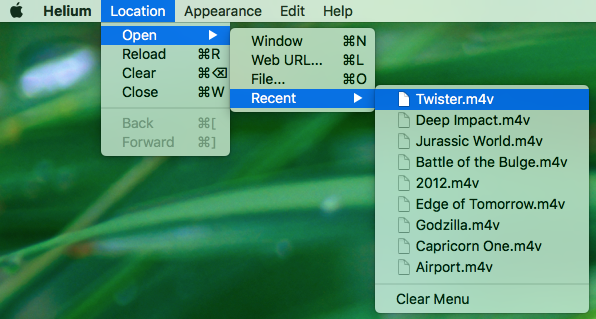 Helium Location Appearance Edit Help
Open ▶
Reload ⌘R
Clear ⌘⌫
Close ⌘W
Back ⌘[
Forward ⌘]
Window ⌘N
Web URL... ⌘L
File... ⌘O
Recent ▶
Twister.m4v
Deep Impact.m4v
Jurassic World.m4v
Battle of the Bulge.m4v
2012.m4v
Edge of Tomorrow.m4v
Godzilla.m4v
Capricorn One.m4v
Airport.m4v
Clear Menu